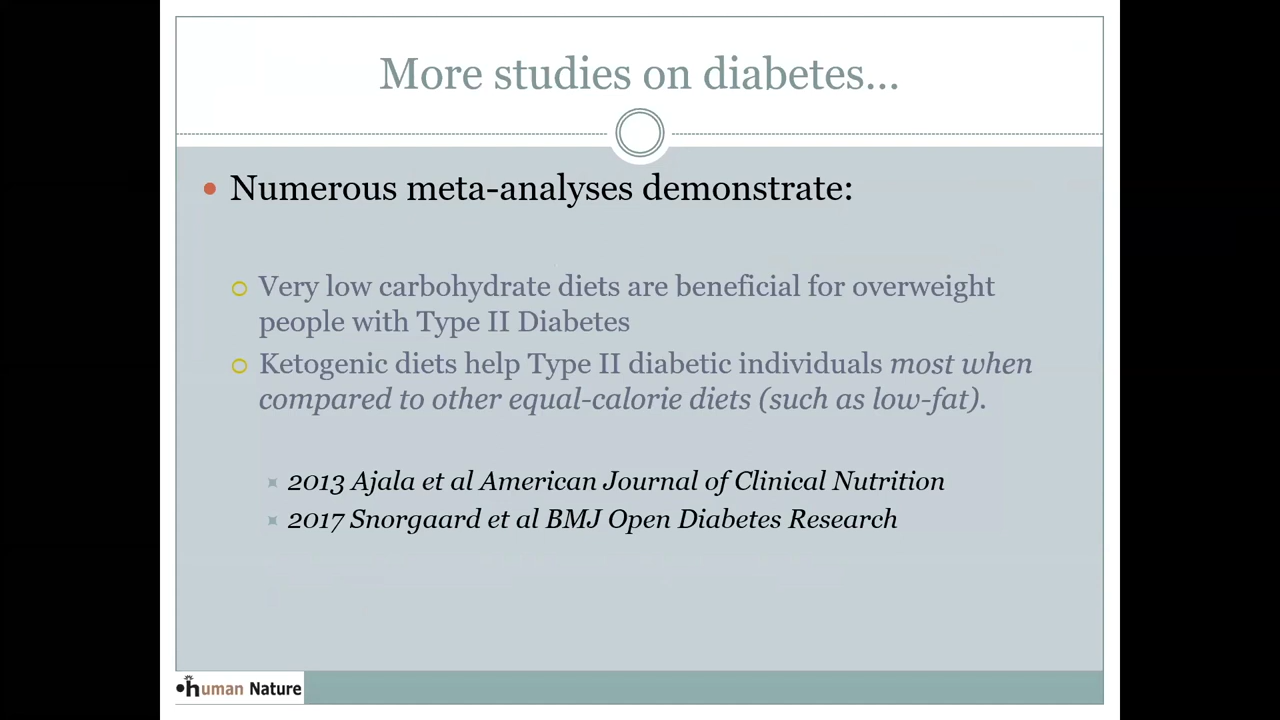 More studies on diabetes...
Numerous meta-analyses demonstrate:
Very low carbohydrate diets are beneficial for overweight
people with Type II Diabetes
Ketogenic diets help Type II diabetic individuals most when
compared to other equal-calorie diets (such as low-fat).
2013 Ajala et al American Journal of Clinical Nutrition
2017 Snorgaard et al BMJ Open Diabetes Research
human Nature